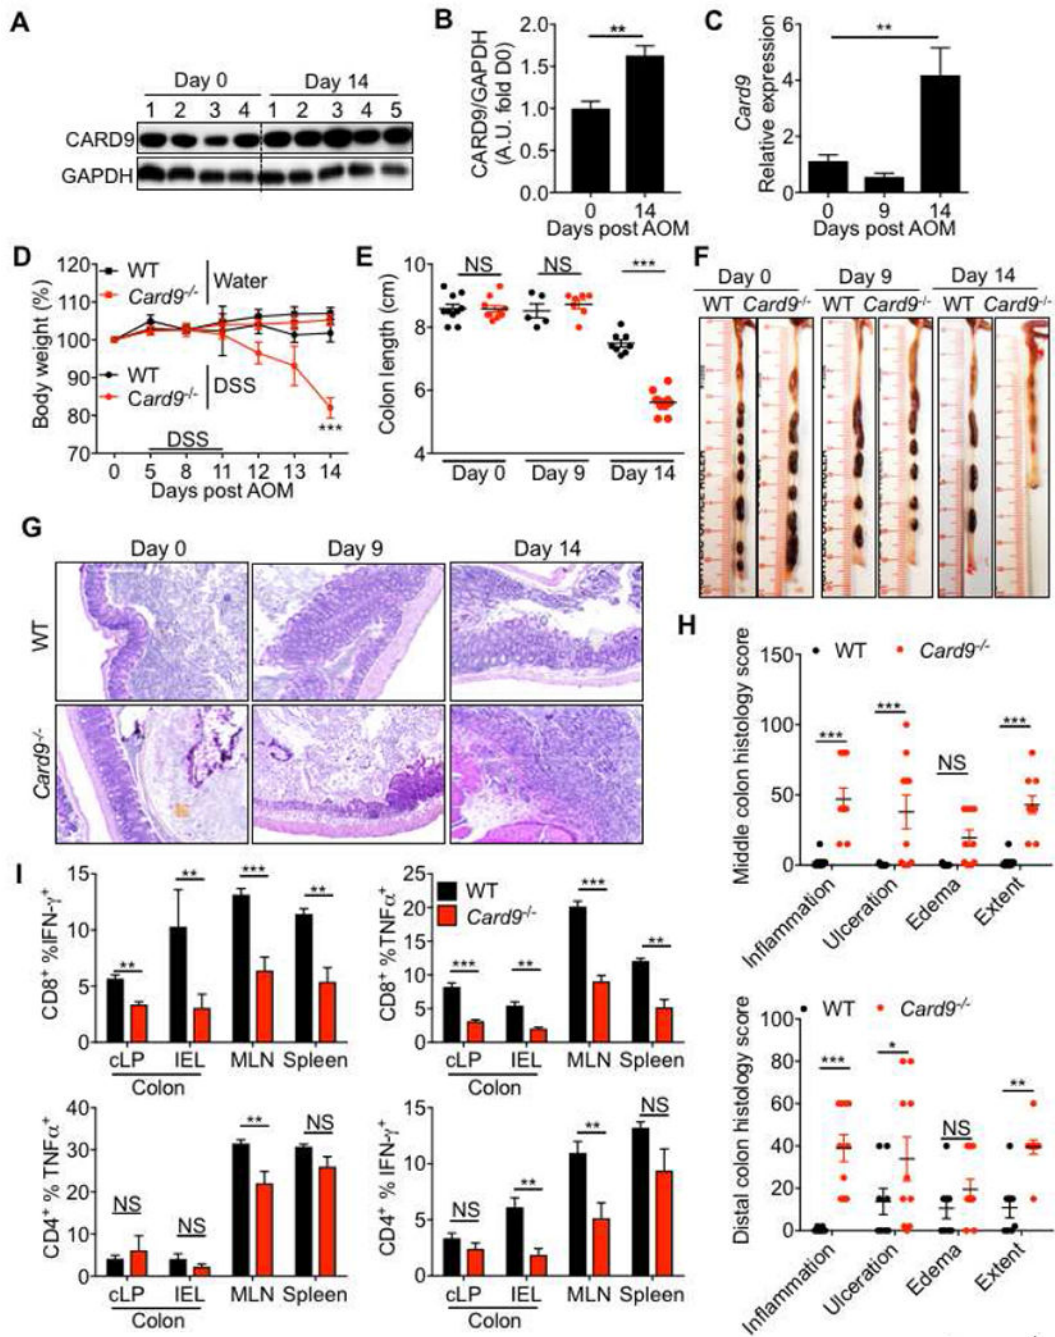 A
Day 0 Day 14
1 2 3 4 1 2 3 4 5
CARD9
GAPDH
B
CARD9/GAPDH
(A.U. fold D0)
2.0
1.5
1.0
0.5
0.0
**
0 14
Days post AOM
C
Card9
Relative expression
6
4
2
0
**
0 9 14
Days post AOM
D
Body weight (%)
120
110
100
90
80
70
WT
Card9-/-
Water
WT
Card9-/-
DSS
***
DSS
0 5 8 11 12 13 14
Days post AOM
E
Colon length (cm)
10
8
6
4
NS NS ***
Day 0 Day 9 Day 14
F
Day 0 Day 9 Day 14
WT Card9-/- WT Card9-/- WT Card9-/-
G
Day 0 Day 9 Day 14
WT
Card9-/-
H
Middle colon histology score
150
100
50
0
WT Card9-/-
*** *** NS ***
Inflammation
Ulceration
Edema
Extent
Distal colon histology score
100
80
60
40
20
0
WT Card9-/-
*** * NS **
Inflammation
Ulceration
Edema
Extent
I
CD8+ %IFN-γ+
15
10
5
0
** ** *** **
cLP IEL MLN Spleen
Colon
CD8+ %TNFα+
25
20
15
10
5
0
WT
Card9-/-
*** ** *** **
cLP IEL MLN Spleen
Colon
CD4+ % TNFα+
40
30
20
10
0
NS NS ** NS
cLP IEL MLN Spleen
Colon
CD4+ % IFN-γ+
15
10
5
0
NS ** ** NS
cLP IEL MLN Spleen
Colon